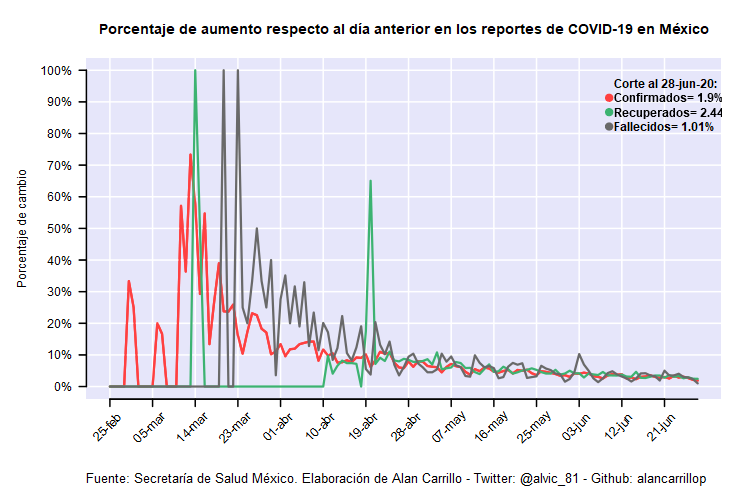 Porcentaje de aumento respecto al día anterior en los reportes de COVID-19 en México
Porcentaje de cambio
100%
90%
80%
70%
60%
50%
40%
30%
20%
10%
0%
Corte al 28-jun-20:
Confirmados= 1.9%
Recuperados= 2.44
Fallecidos= 1.01%
25-feb
05-mar
14-mar
23-mar
01-abr
10-abr
19-abr
28-abr
07-may
16-may
25-may
03-jun
12-jun
21-jun
Fuente: Secretaría de Salud México. Elaboración de Alan Carrillo - Twitter: @alvic_81 - Github: alancarrillop